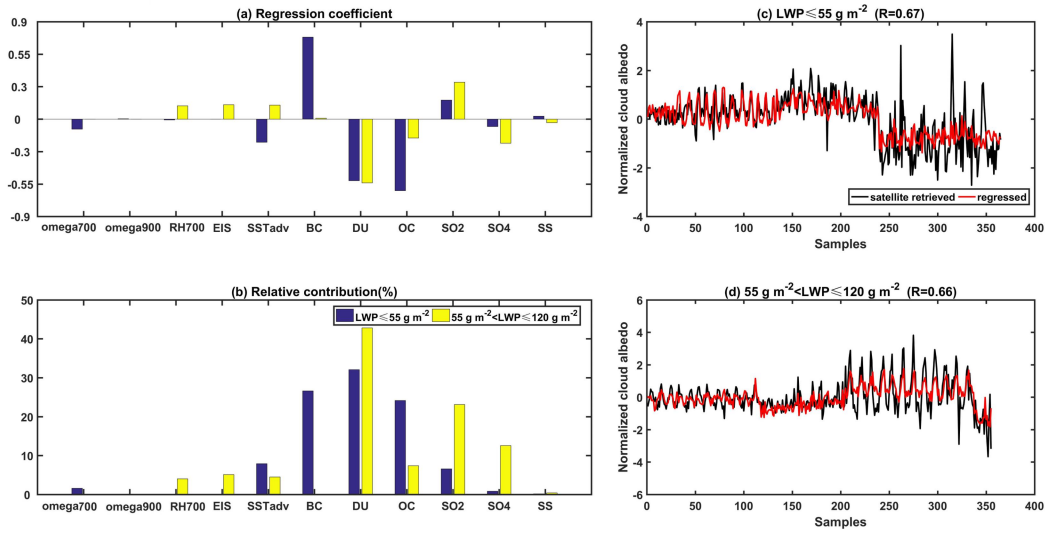 (a) Regression coefficient
0.9
0.55
0.3
0
-0.3
-0.55
-0.9
omega700 omega900 RH700 EIS SSTadv BC DU OC SO2 SO4 SS
(b) Relative contribution(%)
50
40
30
20
10
0
LWP≤55 g m⁻² 55 g m⁻²<LWP≤120 g m⁻²
omega700 omega900 RH700 EIS SSTadv BC DU OC SO2 SO4 SS
(c) LWP≤55 g m⁻² (R=0.67)
Normalized cloud albedo
4
2
0
-2
-4
satellite retrieved regressed
0 50 100 150 200 250 300 350 400
Samples
(d) 55 g m⁻²<LWP≤120 g m⁻² (R=0.66)
Normalized cloud albedo
6
4
2
0
-2
-4
-6
0 50 100 150 200 250 300 350 400
Samples